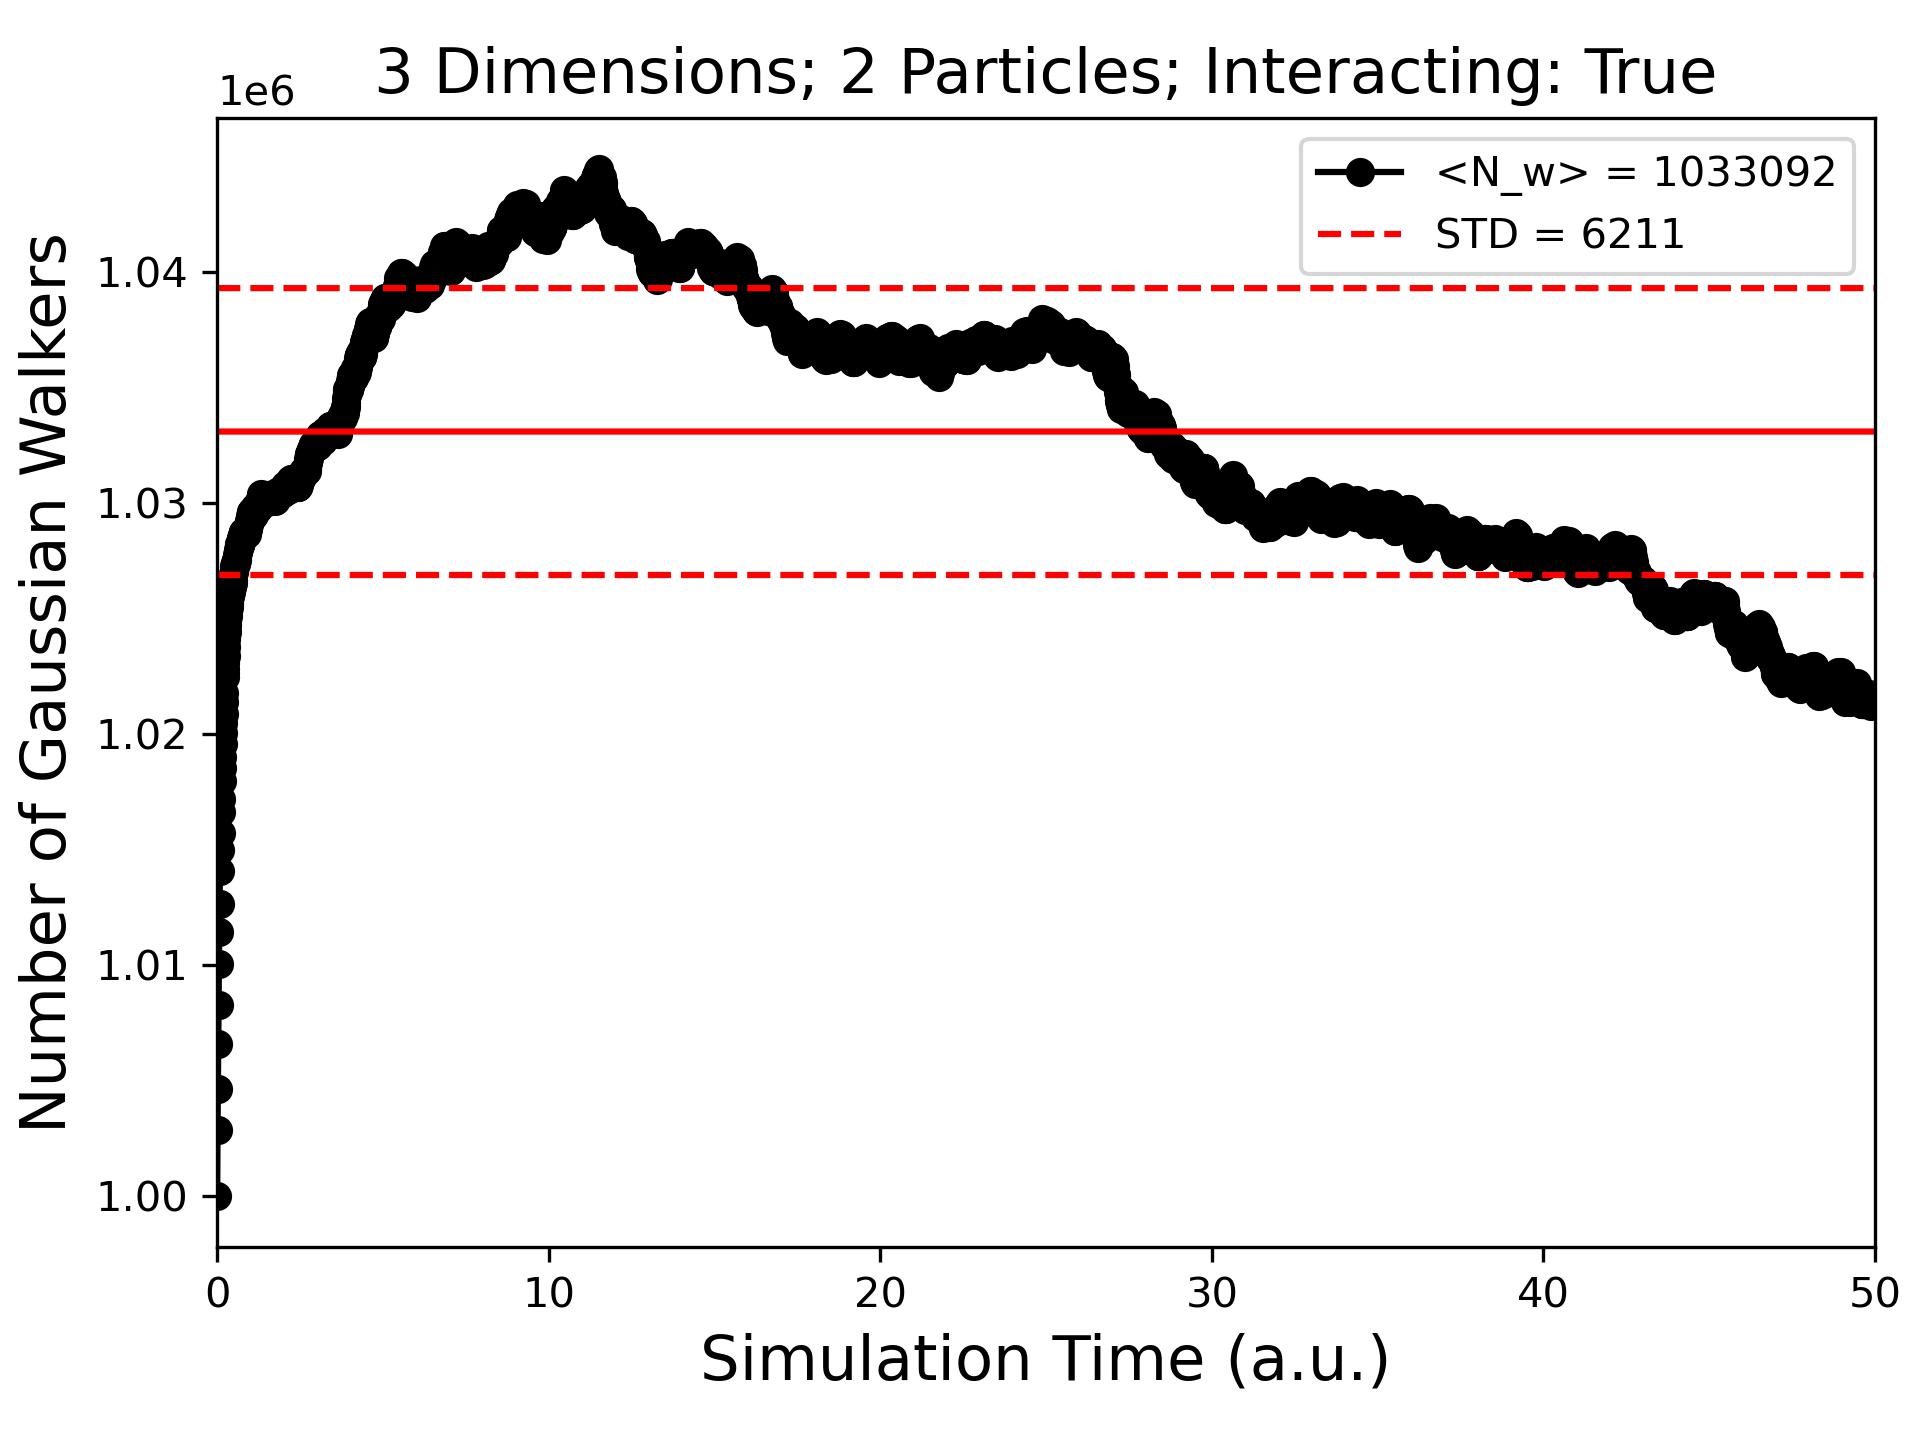 3 Dimensions; 2 Particles; Interacting: True
1e6
<N_w> = 1033092
STD = 6211
Number of Gaussian Walkers
1.04
1.03
1.02
1.01
1.00
0 10 20 30 40 50
Simulation Time (a.u.)